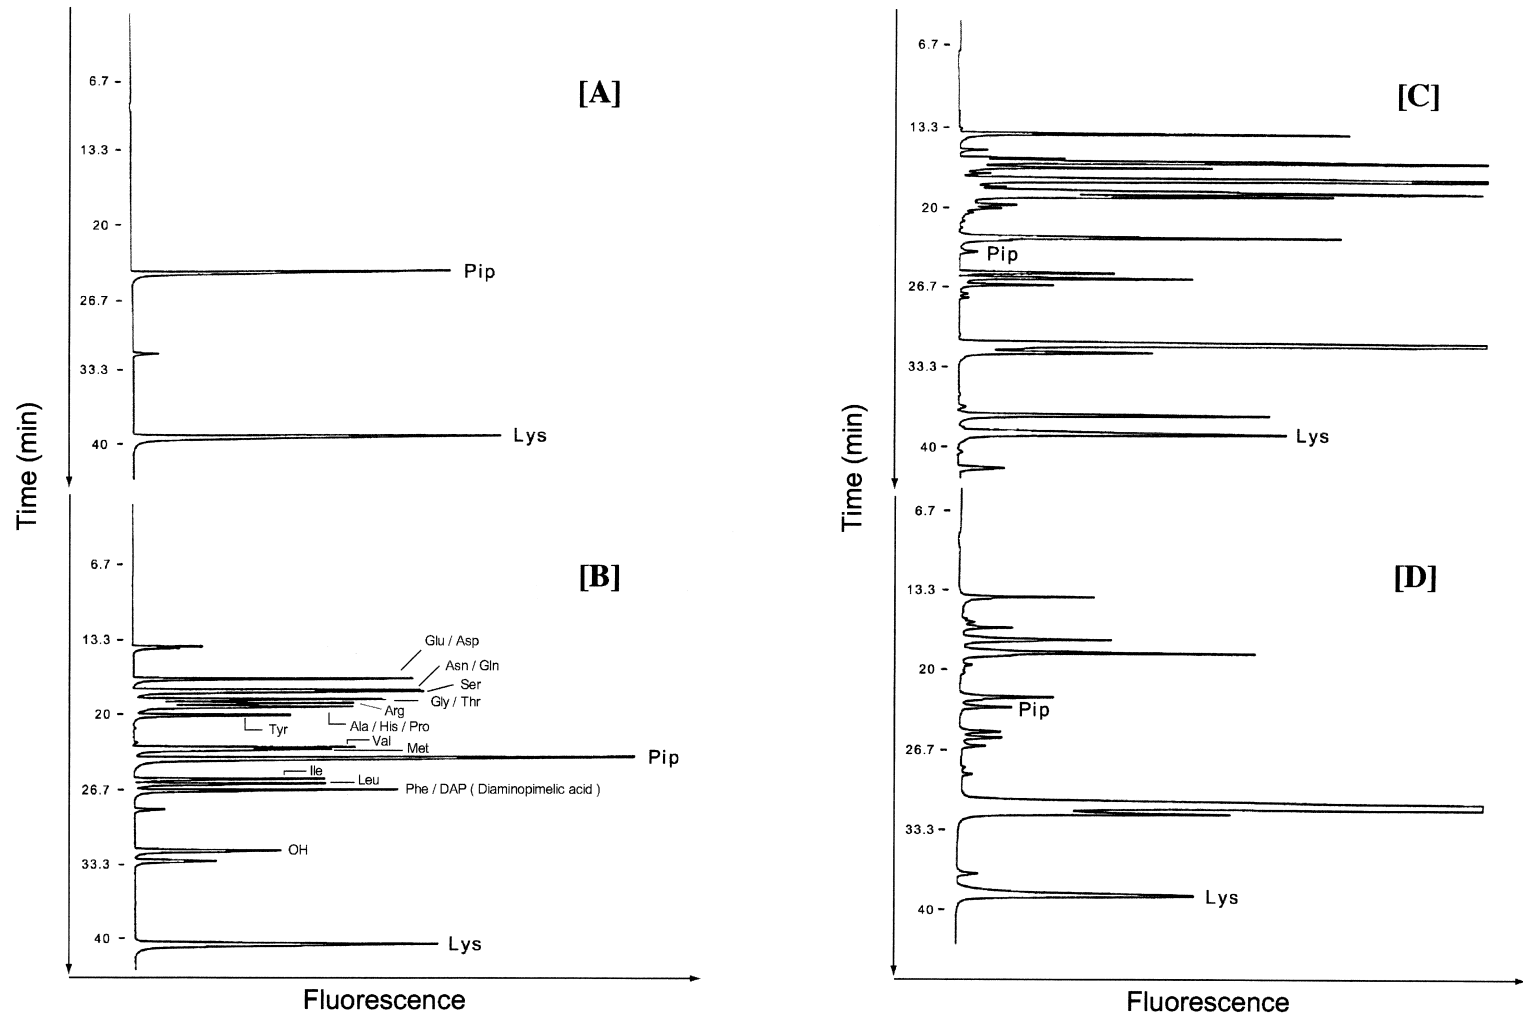 [A]
6.7
13.3
20
Pip
26.7
33.3
Lys
40
Time (min)
[B]
6.7
13.3
Glu / Asp
Asn / Gln
Ser
Gly / Thr
Arg
20
Ala / His / Pro
Tyr
Val
Met
Pip
Ile
Leu
26.7
Phe / DAP ( Diaminopimelic acid )
OH
33.3
40
Lys
Fluorescence
[C]
6.7
13.3
20
Pip
26.7
33.3
Lys
40
Time (min)
[D]
6.7
13.3
20
Pip
26.7
33.3
Lys
40
Fluorescence